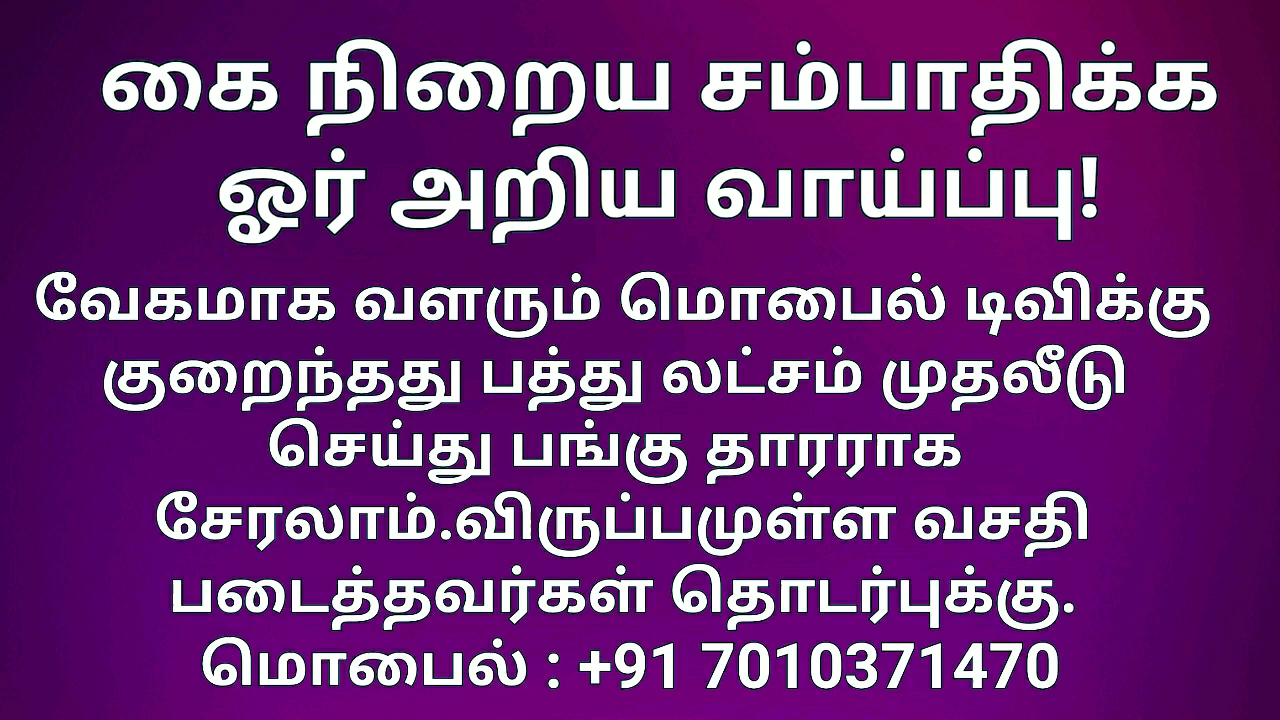 கை நிறைய சம்பாதிக்க
ஓர் அறிய வாய்ப்பு!
வேகமாக வளரும் மொபைல் டிவிக்கு
குறைந்தது பத்து லட்சம் முதலீடு
செய்து பங்கு தாரராக
சேரலாம்.விருப்பமுள்ள வசதி
படைத்தவர்கள் தொடர்புக்கு.
மொபைல் : +91 7010371470